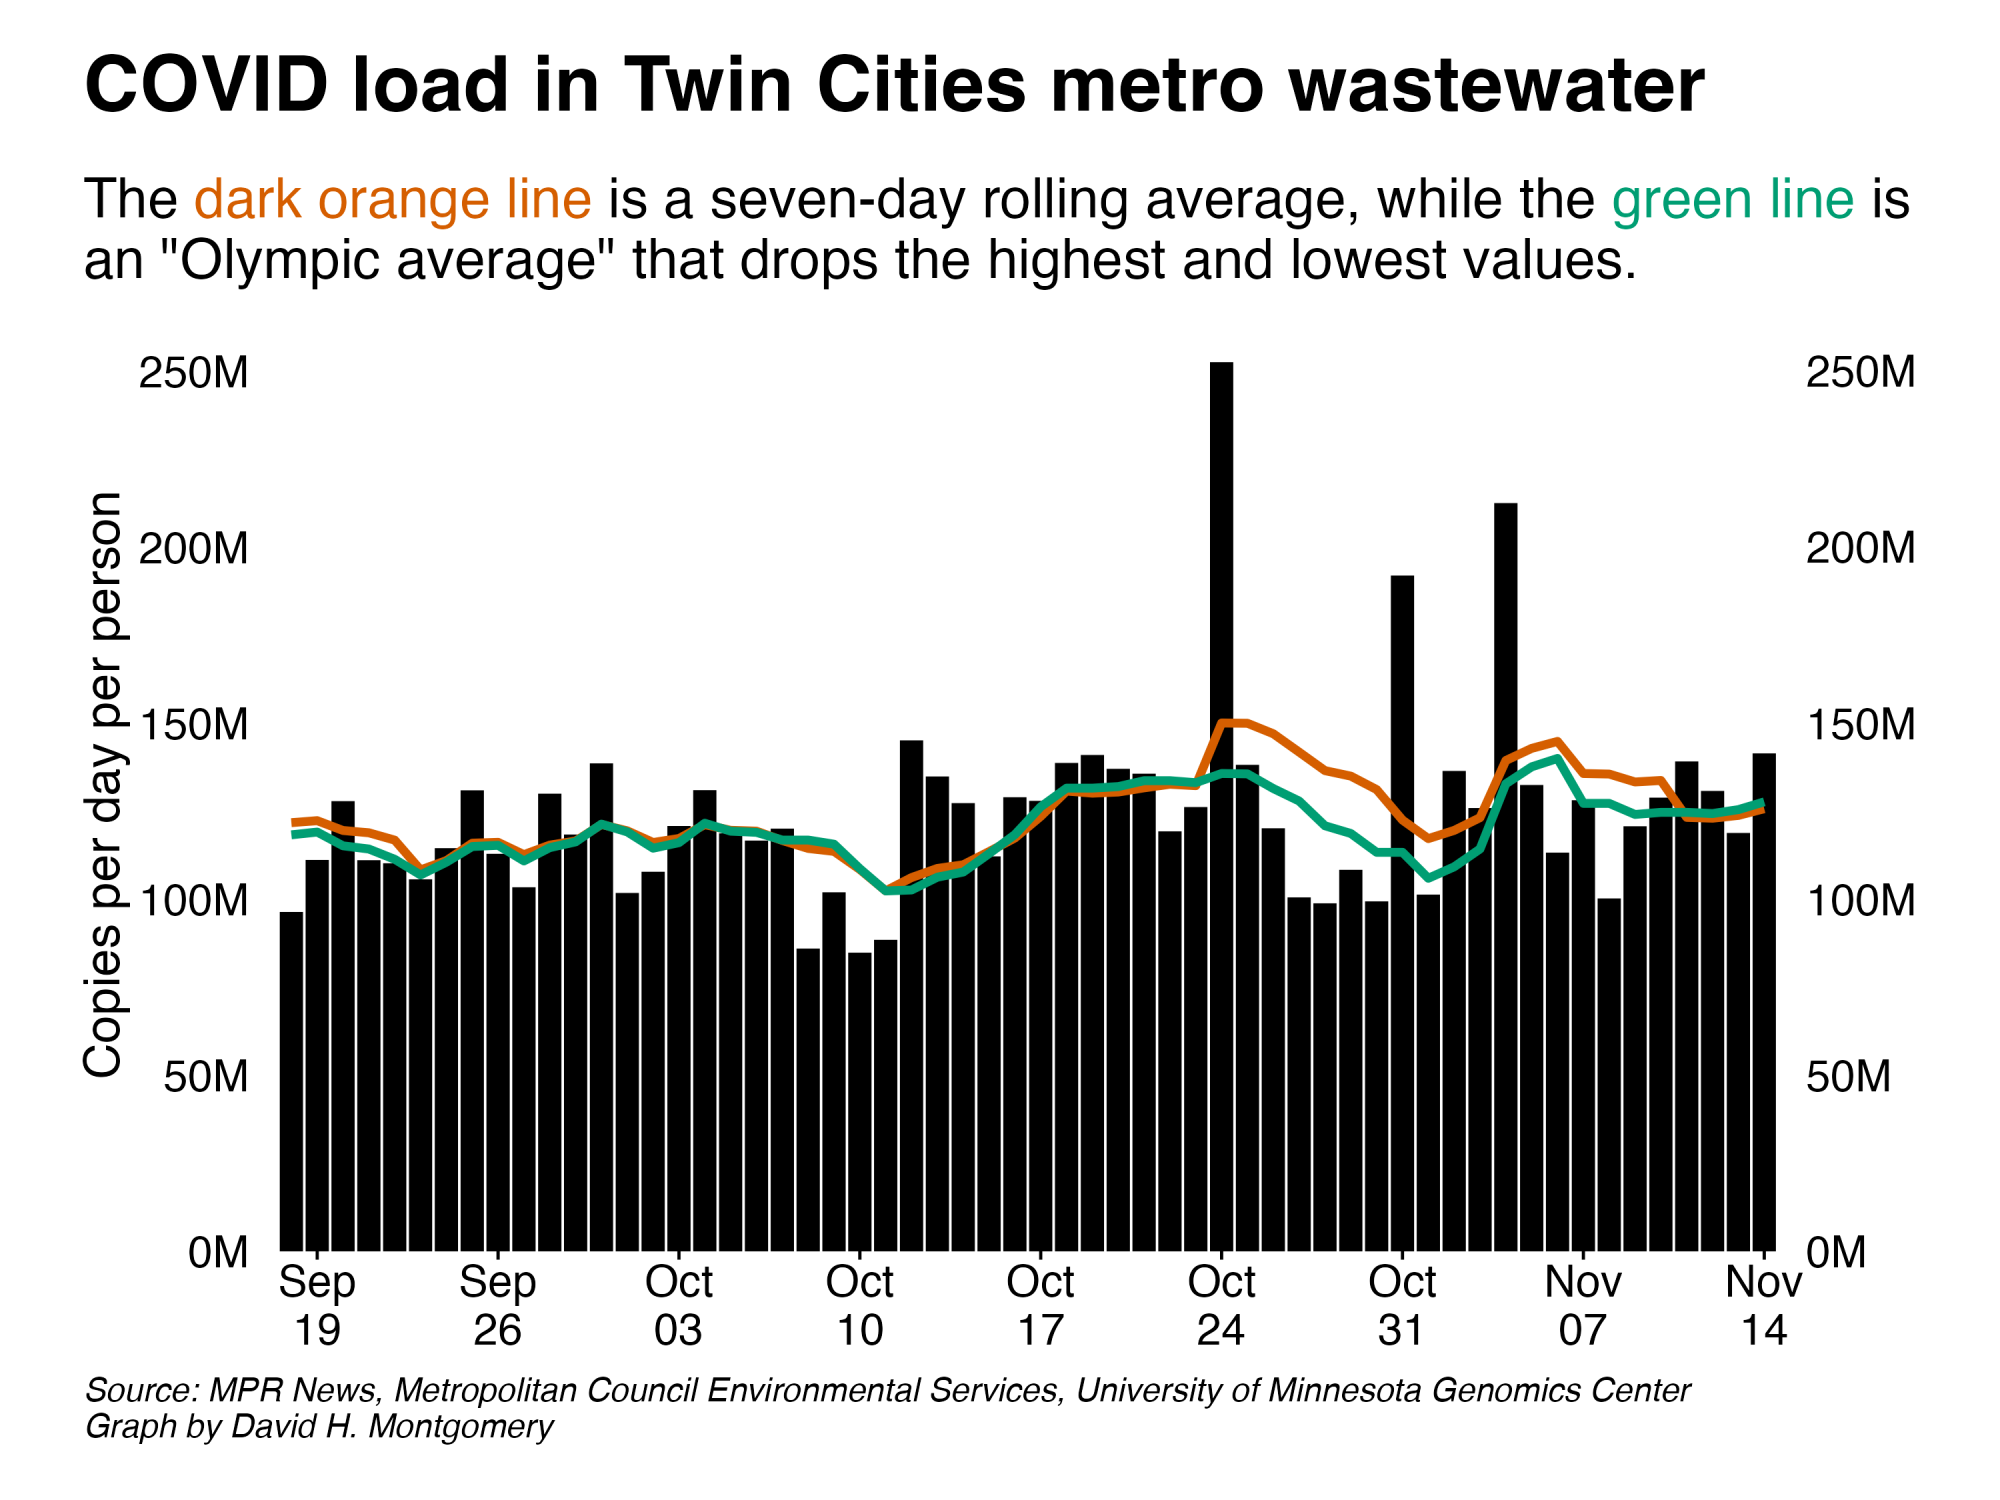 COVID load in Twin Cities metro wastewater
The dark orange line is a seven-day rolling average, while the green line is
an "Olympic average" that drops the highest and lowest values.
Copies per day per person
250M
200M
150M
100M
50M
0M
250M
200M
150M
100M
50M
0M
Sep
19
Sep
26
Oct
03
Oct
10
Oct
17
Oct
24
Oct
31
Nov
07
Nov
14
Source: MPR News, Metropolitan Council Environmental Services, University of Minnesota Genomics Center
Graph by David H. Montgomery